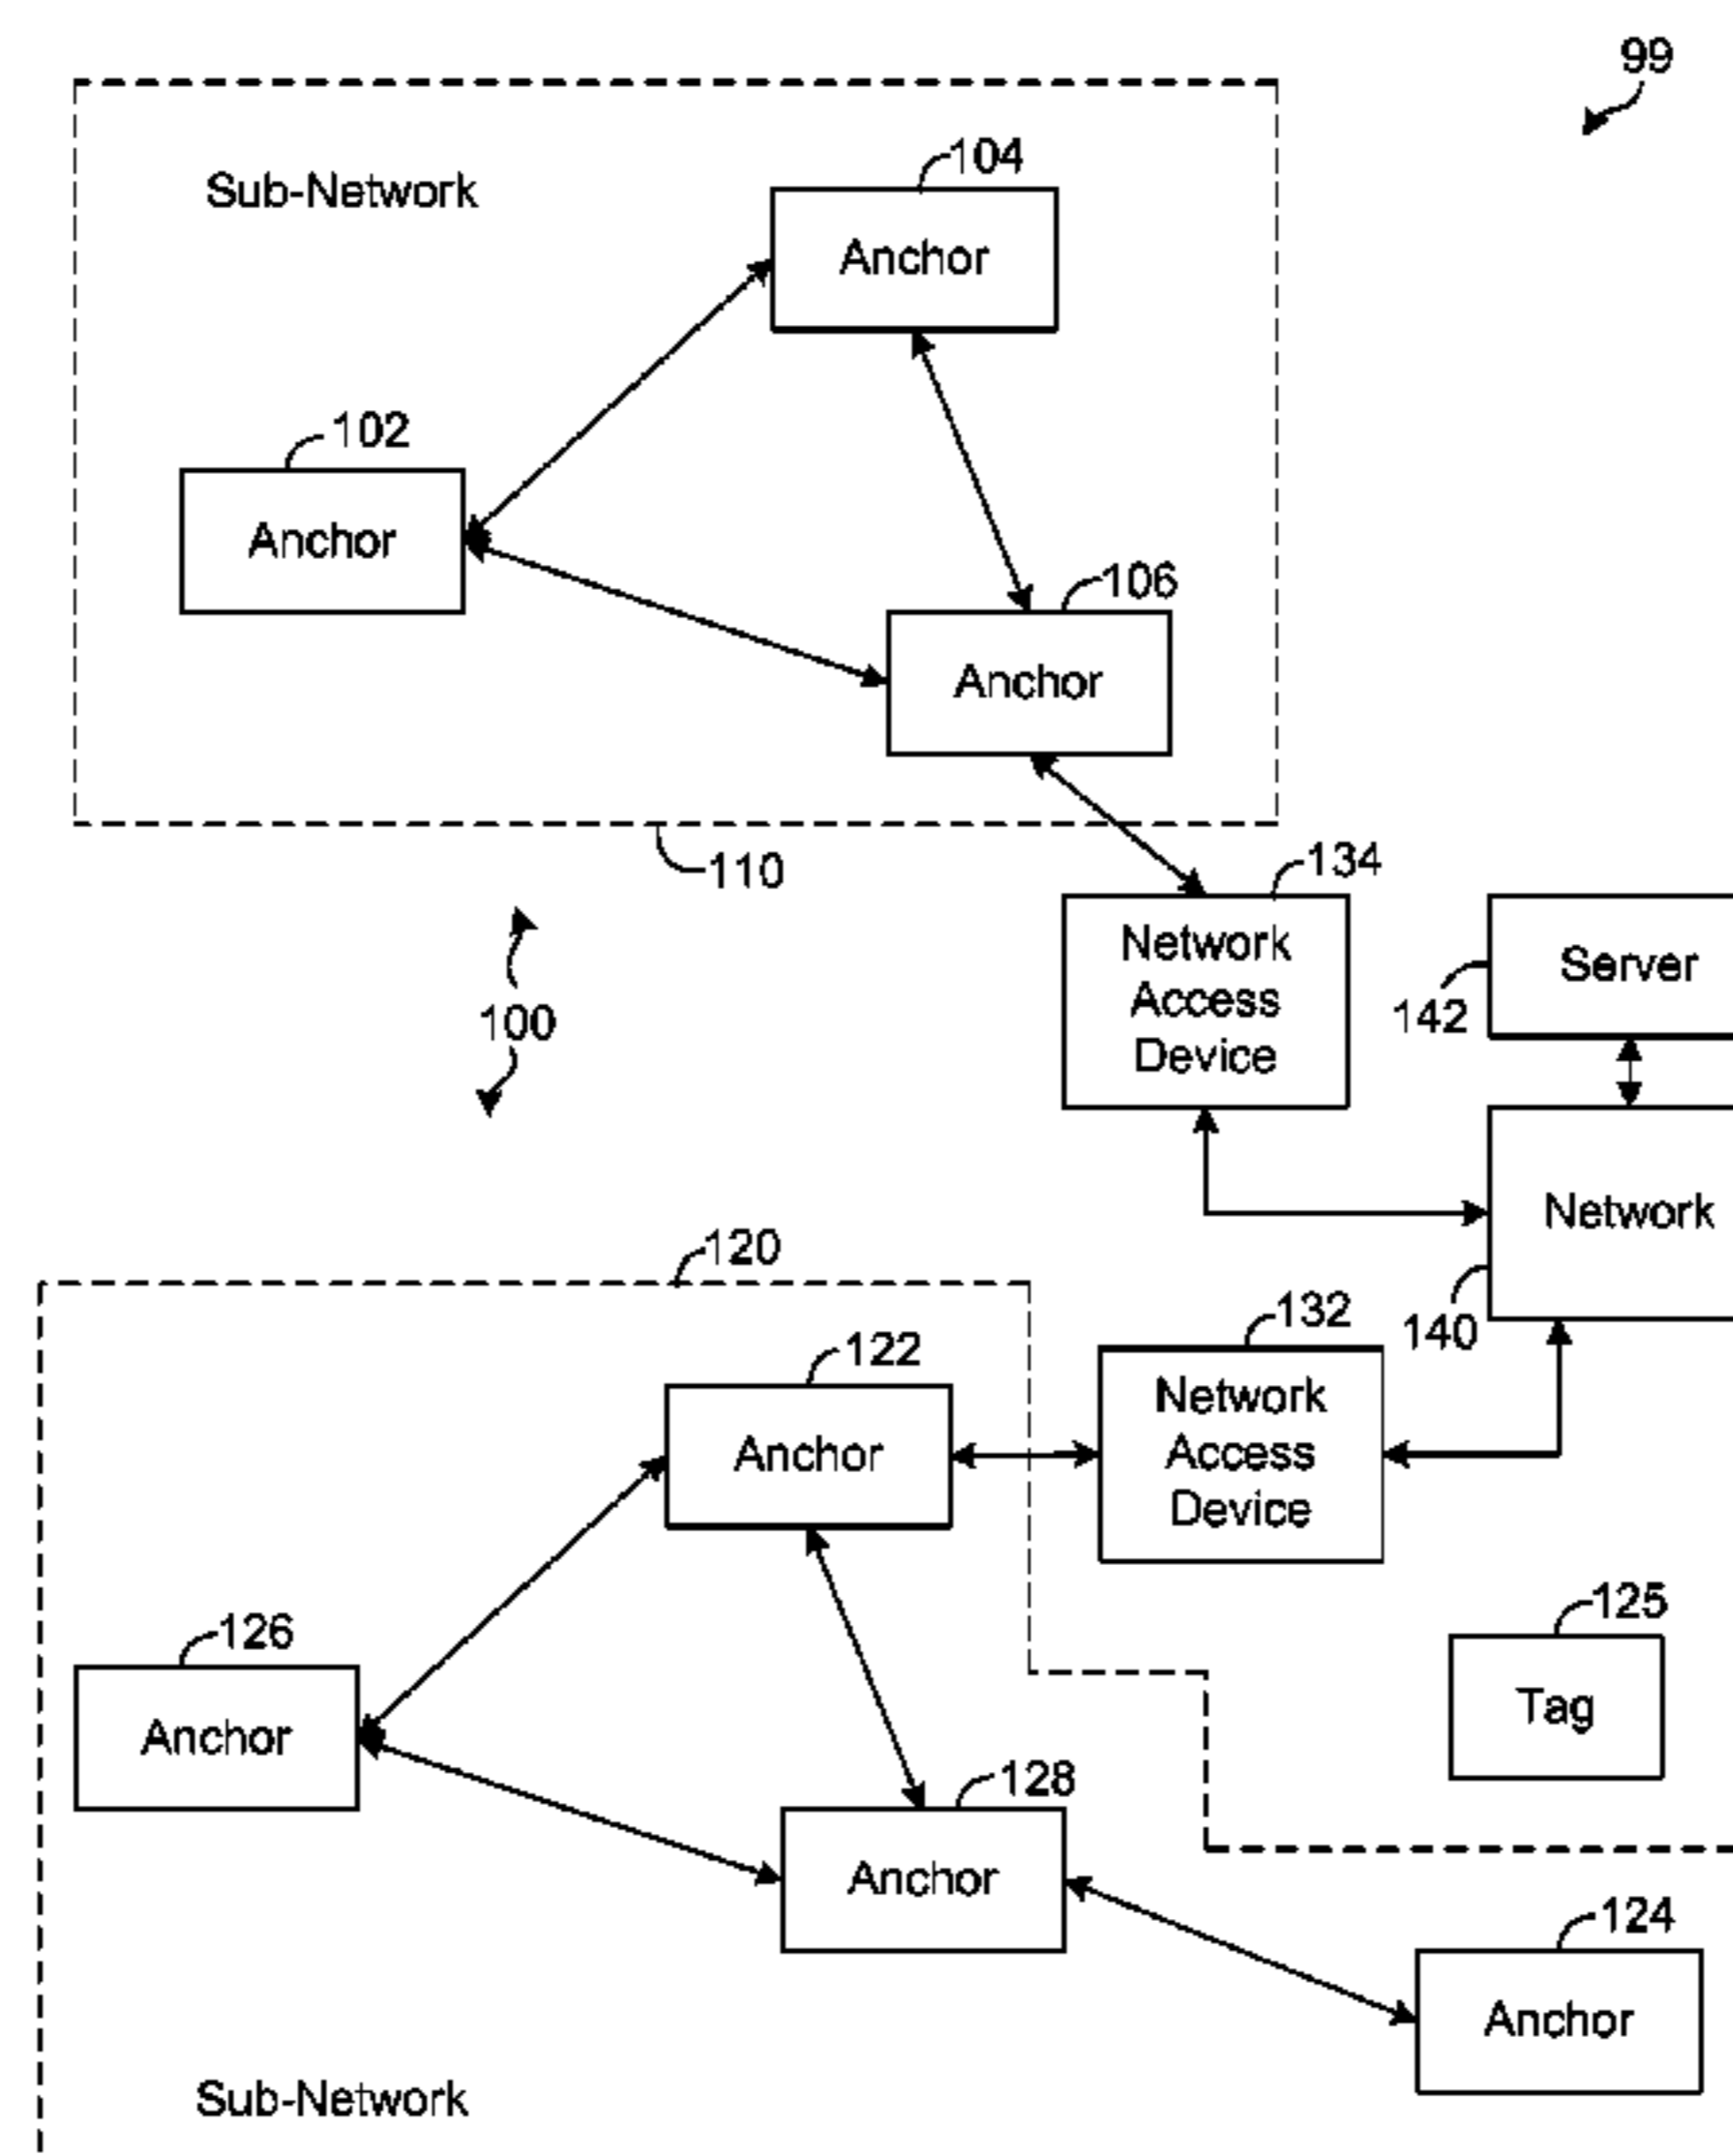 99
Sub-Network
104
Anchor
102
Anchor
106
Anchor
110
134
Network
Access
Device
142
Server
100
Network
140
120
132
Network
Access
Device
122
Anchor
125
Tag
126
Anchor
128
Anchor
124
Anchor
Sub-Network